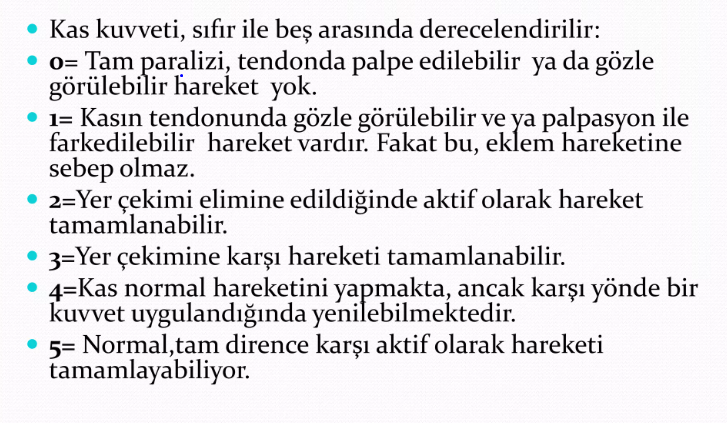 • Kas kuvveti, sıfır ile beş arasında derecelendirilir:
• 0= Tam paralizi, tendonda palpe edilebilir ya da gözle
görülebilir hareket yok.
• 1= Kasın tendonunda gözle görülebilir ve ya palpasyon ile
farkedilebilir hareket vardır. Fakat bu, eklem hareketine
sebep olmaz.
• 2=Yer çekimi elimine edildiğinde aktif olarak hareket
tamamlanabilir.
• 3=Yer çekimine karşı hareketi tamamlanabilir.
• 4=Kas normal hareketini yapmakta, ancak karşı yönde bir
kuvvet uygulandığında yenilebilmektedir.
• 5= Normal,tam dirence karşı aktif olarak hareketi
tamamlayabiliyor.